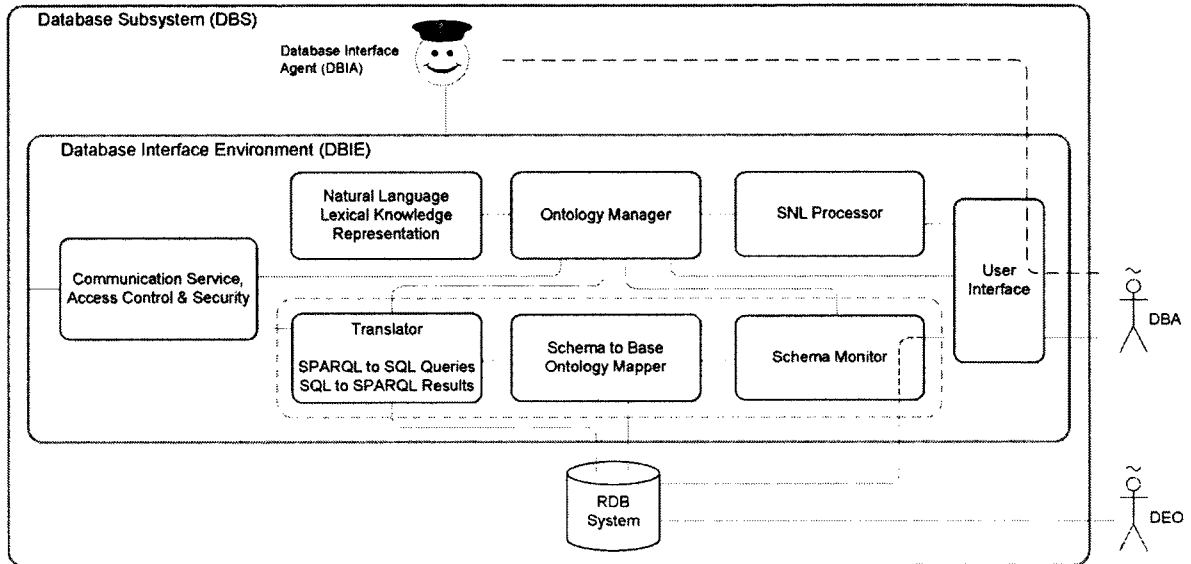 Database Subsystem (DBS)
Database Interface
Agent (DBIA)
Database Interface Environment (DBIE)
Natural Language
Lexical Knowledge
Representation
Ontology Manager
SNL Processor
Communication Service,
Access Control & Security
User
Interface
DBA
Translator
SPARQL to SQL Queries
SQL to SPARQL Results
Schema to Base
Ontology Mapper
Schema Monitor
RDB
System
DEO